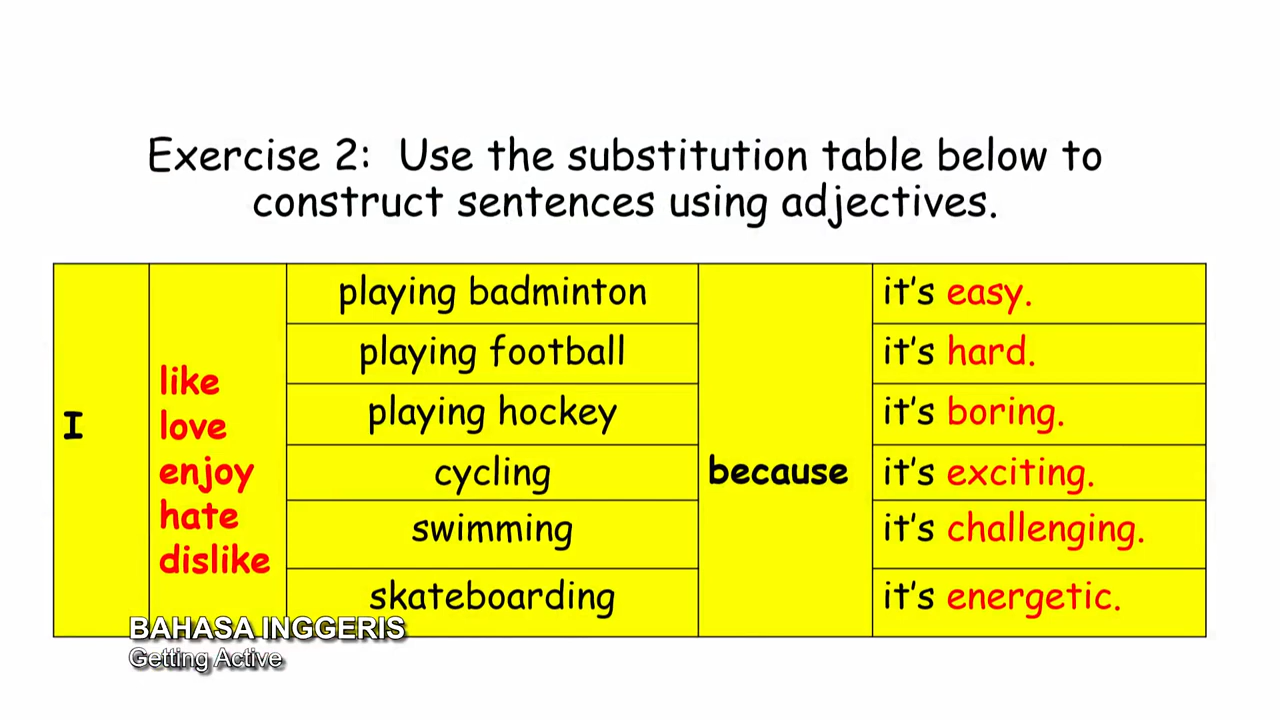 Exercise 2: Use the substitution table below to
construct sentences using adjectives.
I
like
love
enjoy
hate
dislike
playing badminton
playing football
playing hockey
cycling
swimming
skateboarding
because
it's easy.
it's hard.
it's boring.
it's exciting.
it's challenging.
it's energetic.
BAHASA INGGERIS
Getting Active